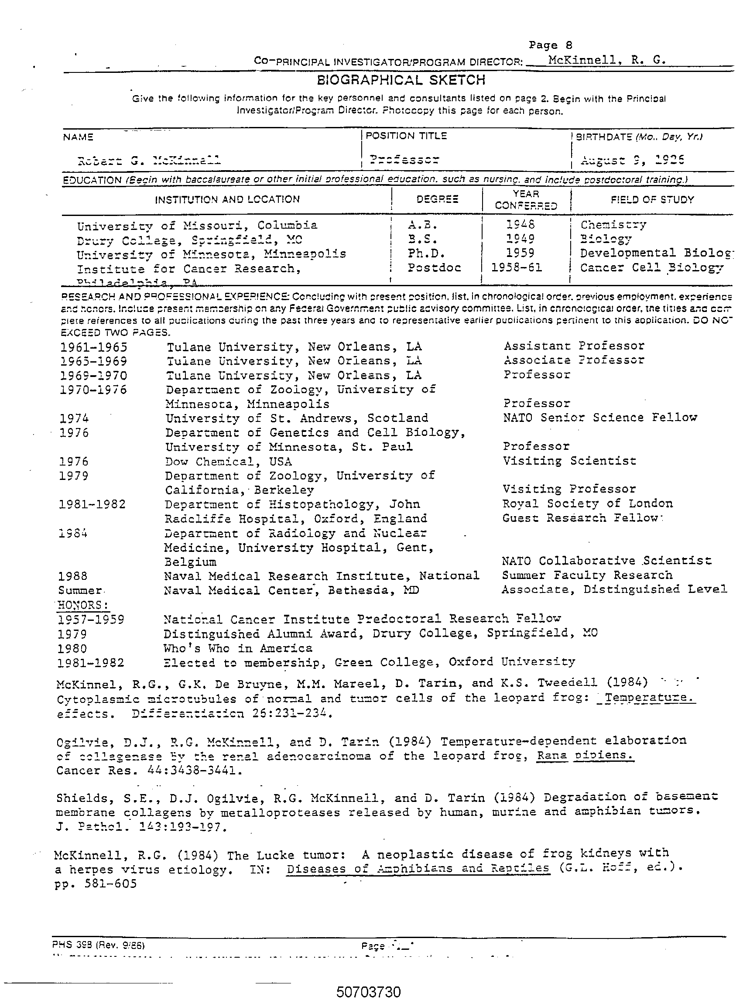 Page 8
CO-PRINCIPAL INVESTIGATOR/PROGRAM DIRECTOR: McKinnell, R. G.
BIOGRAPHICAL SKETCH
Give the following information for the key personnel and consultants listed on page 2. Begin with the Principal
Investigator/Program Director. Photocopy this page for each person.
NAME POSITION TITLE BIRTHDATE (Mo., Day, Yr.)
Robert G. McKinnell Professor August 9, 1926
EDUCATION (Begin with baccalaureate or other initial professional education, such as nursing, and include postdoctoral training.)
INSTITUTION AND LOCATION DEGREE YEAR CONFERRED FIELD OF STUDY
University of Missouri, Columbia A.B. 1948 Chemistry
Drury College, Springfield, MO B.S. 1949 Biology
University of Minnesota, Minneapolis Ph.D. 1959 Developmental Biolog
Institute for Cancer Research, Postdoc 1958-61 Cancer Cell Biology
Philadelphia, PA
RESEARCH AND PROFESSIONAL EXPERIENCE: Concluding with present position, list, in chronological order, previous employment, experience
and honors. Include present membership on any Federal Government public advisory committee. List, in chronological order, the titles and com
plete references to all publications during the past three years and to representative earlier publications pertinent to this application. DO NOT
EXCEED TWO PAGES.
1961-1965 Tulane University, New Orleans, LA Assistant Professor
1965-1969 Tulane University, New Orleans, LA Associate Professor
1969-1970 Tulane University, New Orleans, LA Professor
1970-1976 Department of Zoology, University of
Minnesota, Minneapolis Professor
1974 University of St. Andrews, Scotland NATO Senior Science Fellow
1976 Department of Genetics and Cell Biology,
University of Minnesota, St. Paul Professor
1976 Dow Chemical, USA Visiting Scientist
1979 Department of Zoology, University of
California, Berkeley Visiting Professor
1981-1982 Department of Histopathology, John Royal Society of London
Radcliffe Hospital, Oxford, England Guest Research Fellow
1984 Department of Radiology and Nuclear
Medicine, University Hospital, Gent,
Belgium NATO Collaborative Scientist
1988 Naval Medical Research Institute, National Summer Faculty Research
Summer Naval Medical Center, Bethesda, MD Associate, Distinguished Level
HONORS:
1957-1959 National Cancer Institute Predoctoral Research Fellow
1979 Distinguished Alumni Award, Drury College, Springfield, MO
1980 Who's Who in America
1981-1982 Elected to membership, Green College, Oxford University
McKinnel, R.G., G.K. De Bruyne, M.M. Mareel, D. Tarin, and K.S. Tweedell (1984)
Cytoplasmic microtubules of normal and tumor cells of the leopard frog: Temperature.
effects. Differentiation 26:231-234.
Ogilvie, D.J., R.G. McKinnell, and D. Tarin (1984) Temperature-dependent elaboration
of collagenase by the renal adenocarcinoma of the leopard frog, Rana pipiens.
Cancer Res. 44:3438-3441.
Shields, S.E., D.J. Ogilvie, R.G. McKinnell, and D. Tarin (1984) Degradation of basement
membrane collagens by metalloproteases released by human, murine and amphibian tumors.
J. Pathol. 143:193-197.
McKinnell, R.G. (1984) The Lucke tumor: A neoplastic disease of frog kidneys with
a herpes virus etiology. IN: Diseases of Amphibians and Reptiles (G.L. Hoff, ed.).
pp. 581-605
PHS 398 (Rev. 9/86) Page
50703730